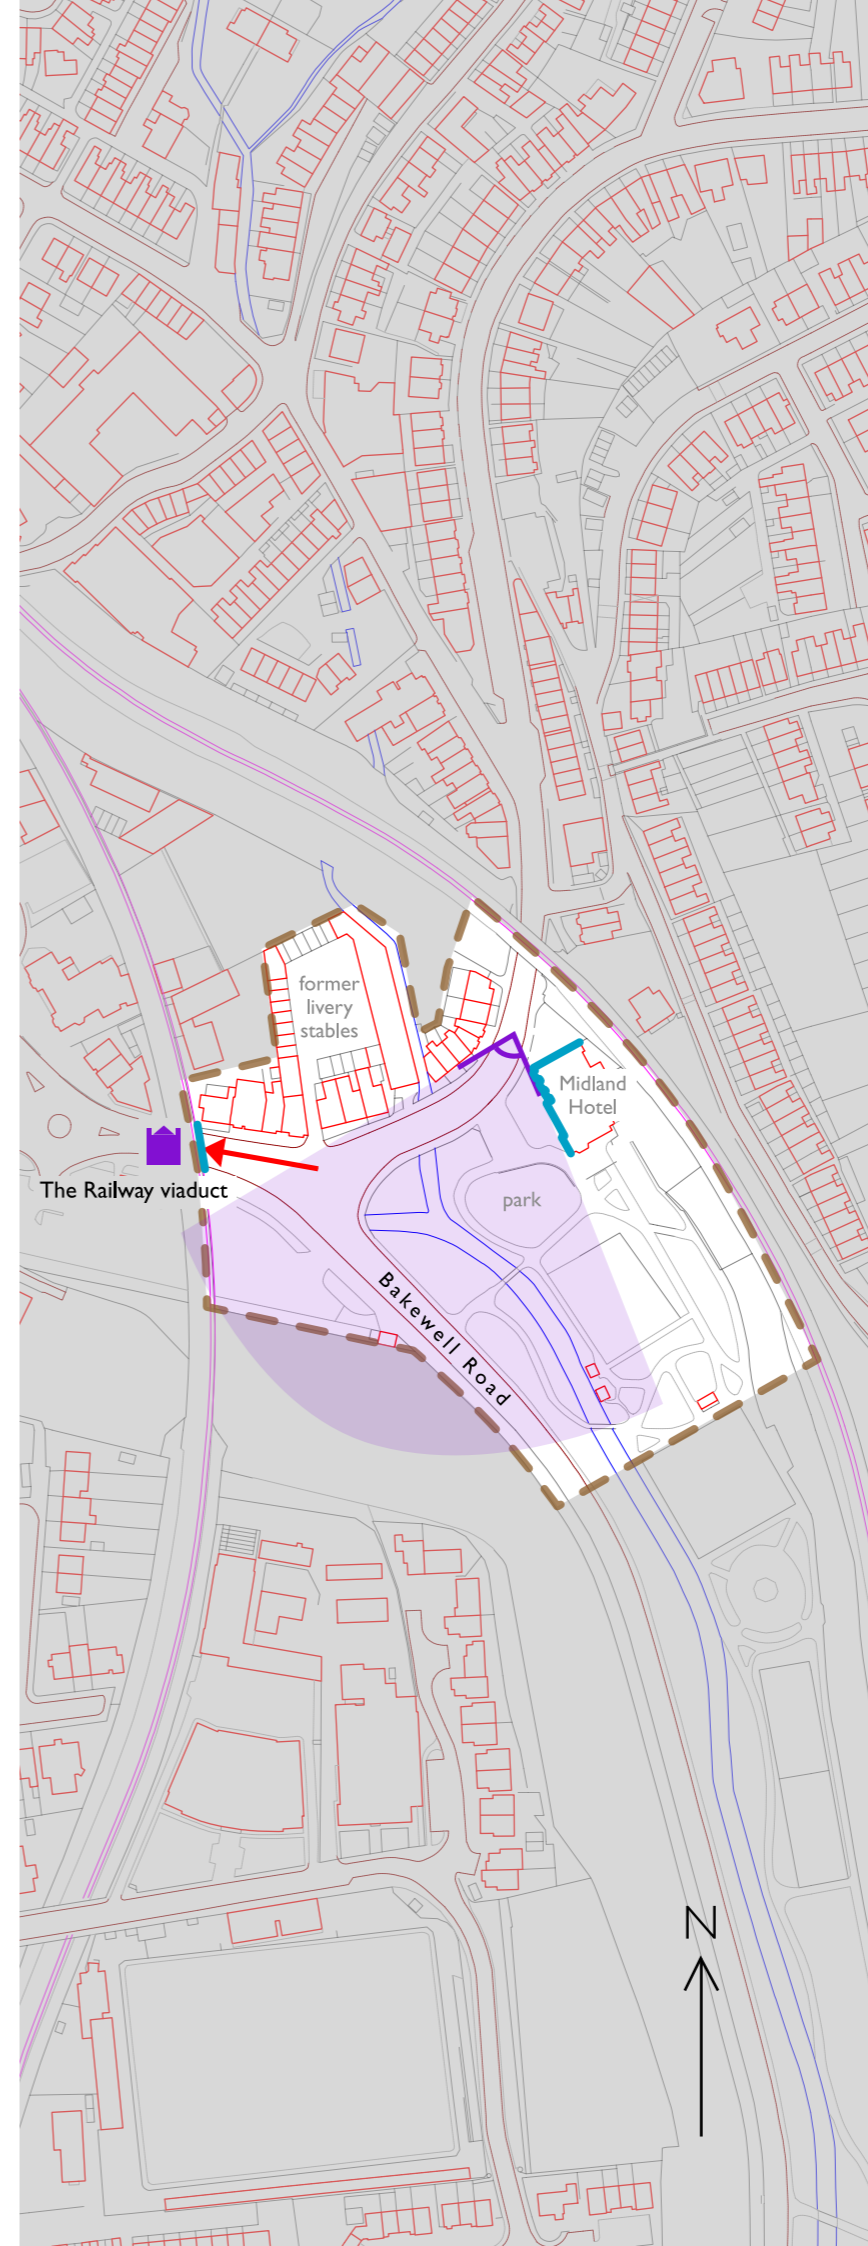 former
livery
stables
Midland
Hotel
The Railway viaduct
park
Bakewell Road
N